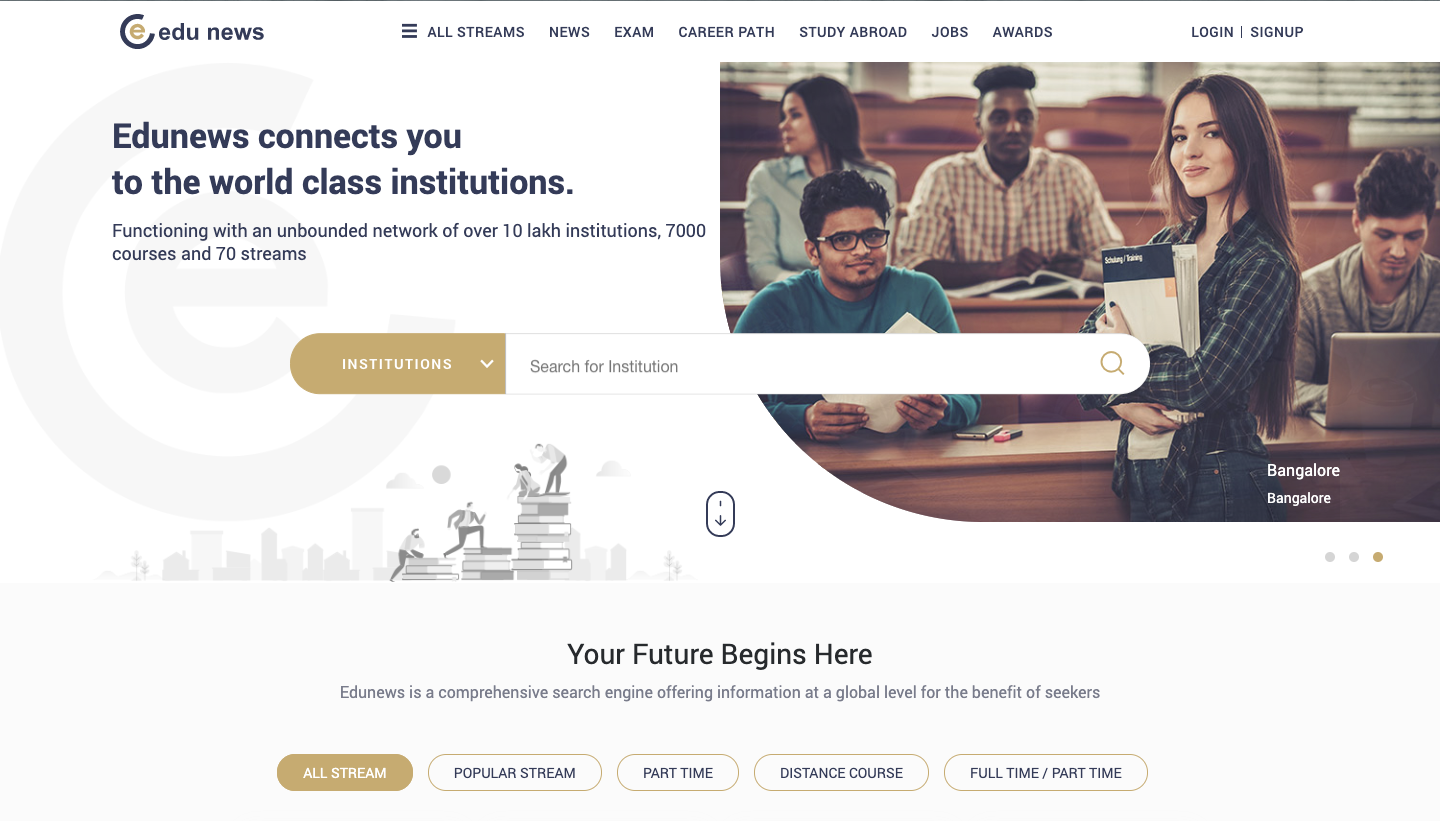 edu news
ALL STREAMS NEWS EXAM CAREER PATH STUDY ABROAD JOBS AWARDS
LOGIN | SIGNUP
Edunews connects you
to the world class institutions.
Functioning with an unbounded network of over 10 lakh institutions, 7000
courses and 70 streams
Schulung / Training
INSTITUTIONS
Search for Institution
Bangalore
Bangalore
Your Future Begins Here
Edunews is a comprehensive search engine offering information at a global level for the benefit of seekers
ALL STREAM POPULAR STREAM PART TIME DISTANCE COURSE FULL TIME / PART TIME